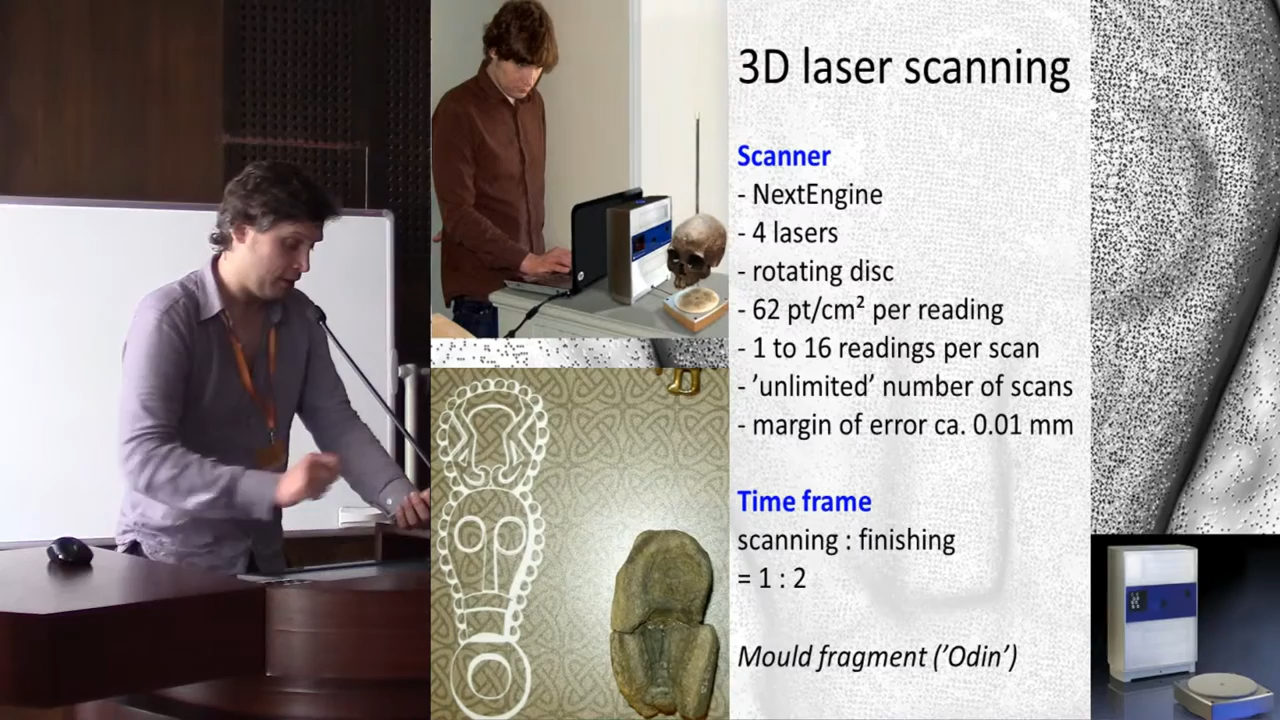 3D laser scanning
Scanner
- NextEngine
- 4 lasers
- rotating disc
- 62 pt/cm² per reading
- 1 to 16 readings per scan
- ’unlimited’ number of scans
- margin of error ca. 0.01 mm
Time frame
scanning : finishing
= 1 : 2
Mould fragment (’Odin’)